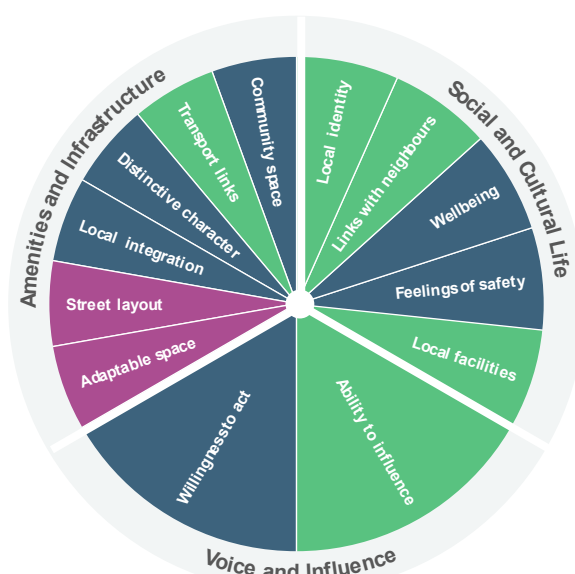 Amenities and Infrastructure
Community space
Transport links
Distinctive character
Local integration
Street layout
Adaptable space
Social and Cultural Life
Local identity
Links with neighbours
Wellbeing
Feelings of safety
Local facilities
Voice and Influence
Willingness to act
Ability to influence